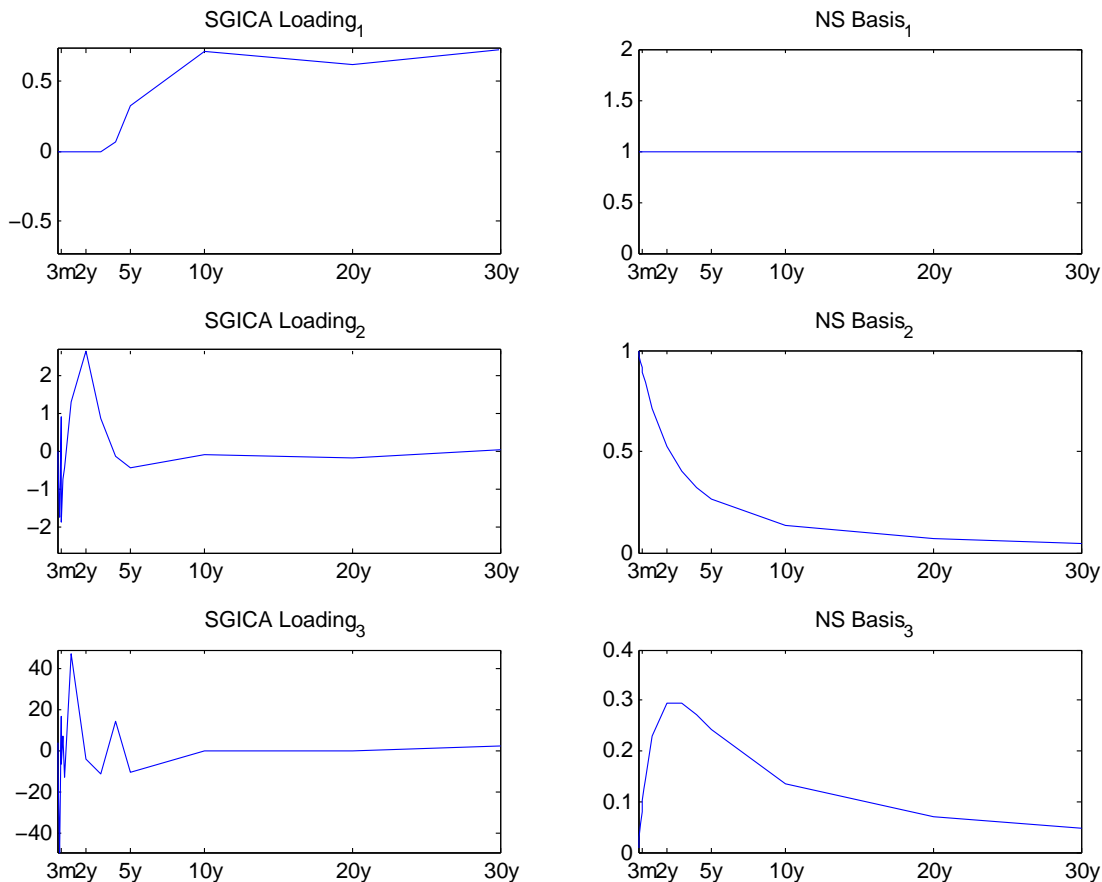 SGICA Loading₁
0.5
0
−0.5
3m2y 5y 10y 20y 30y
NS Basis₁
2
1.5
1
0.5
0
3m2y 5y 10y 20y 30y
SGICA Loading₂
2
1
0
−1
−2
3m2y 5y 10y 20y 30y
NS Basis₂
1
0.5
0
3m2y 5y 10y 20y 30y
SGICA Loading₃
40
20
0
−20
−40
3m2y 5y 10y 20y 30y
NS Basis₃
0.4
0.3
0.2
0.1
0
3m2y 5y 10y 20y 30y